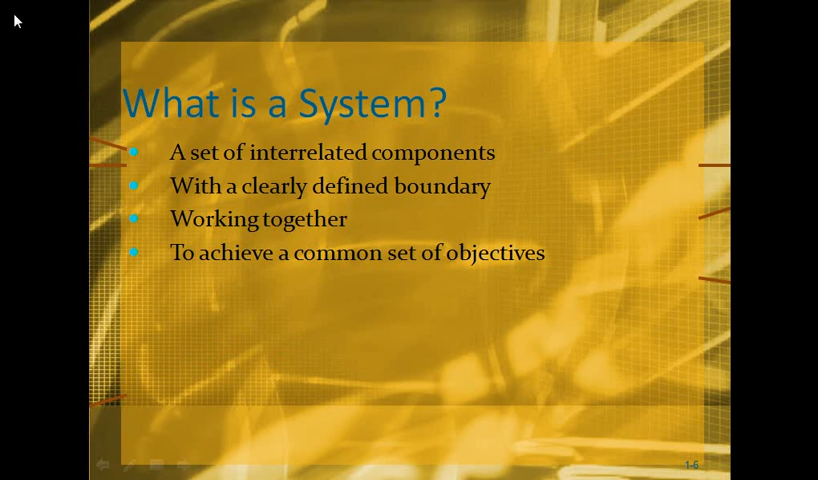 What is a System?
A set of interrelated components
With a clearly defined boundary
Working together
To achieve a common set of objectives
1-6